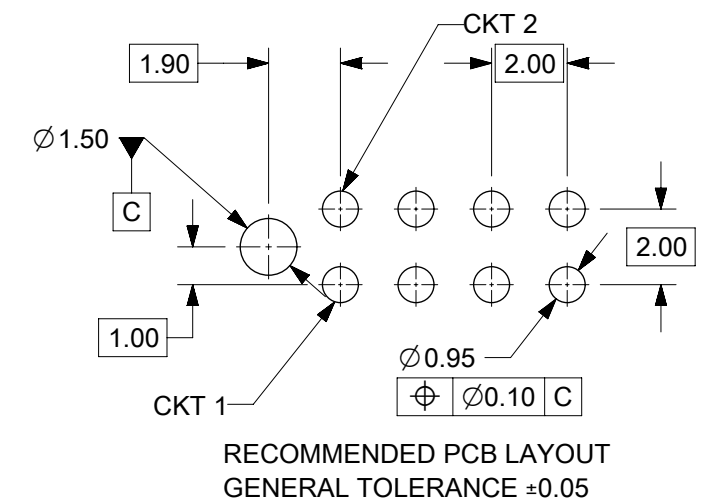 CKT 2
1.90
2.00
∅1.50
C
2.00
1.00
∅0.95
⌖ ∅0.10 C
CKT 1
RECOMMENDED PCB LAYOUT
GENERAL TOLERANCE ±0.05